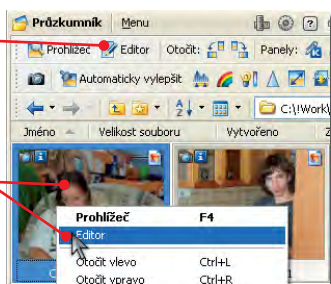 Průzkumník Menu
Prohlížeč Editor Otočit: Panely:
Automaticky vylepšit
C:\!Work\
Jméno Velikost souboru Vytvořeno
Prohlížeč F4
Editor
Otočit vlevo Ctrl+L
Otočit vpravo Ctrl+R